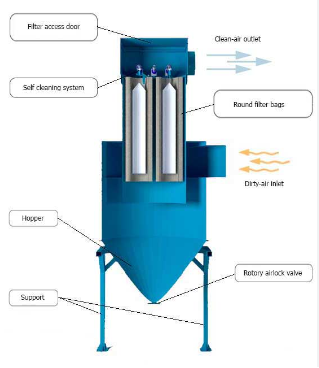 Filter access door
Clean-air outlet
Self cleaning system
Round filter bags
Dirty-air inlet
Hopper
Rotory airlock valve
Support